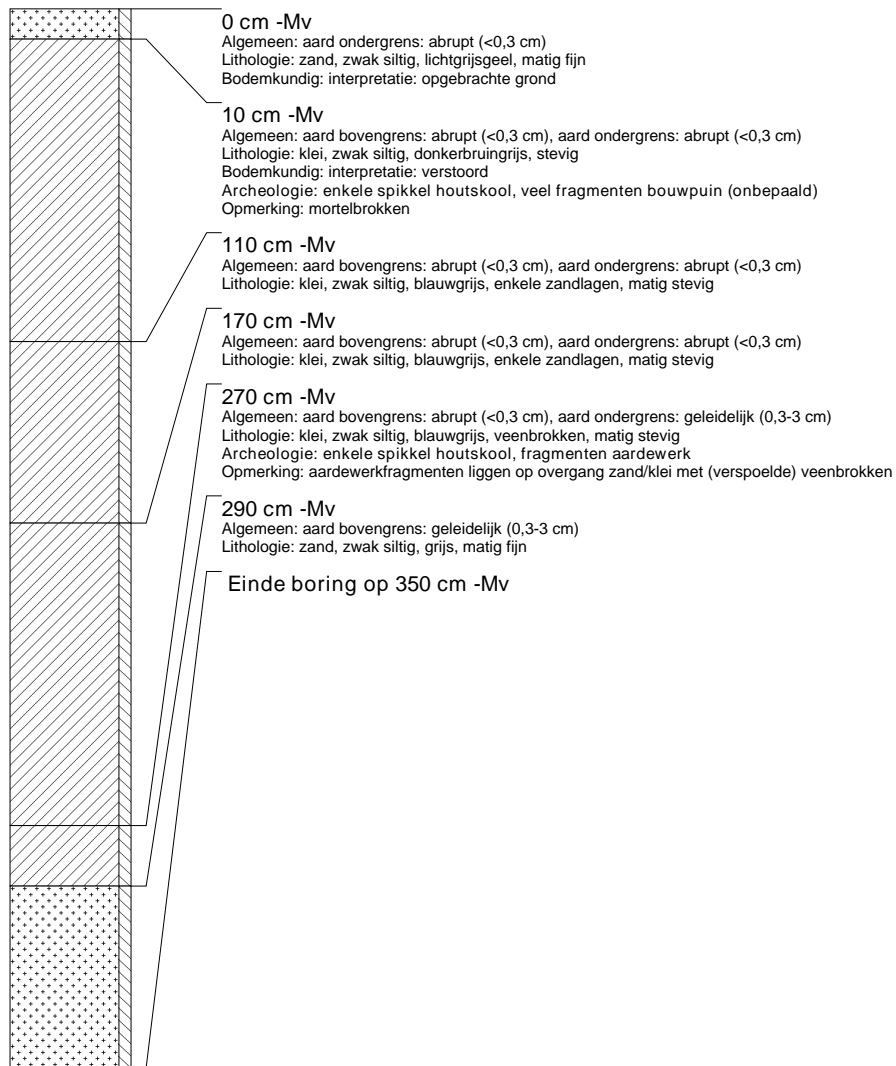 0 cm -Mv
Algemeen: aard ondergrens: abrupt (<0,3 cm)
Lithologie: zand, zwak siltig, lichtgrijsgeel, matig fijn
Bodemkundig: interpretatie: opgebrachte grond
10 cm -Mv
Algemeen: aard bovengrens: abrupt (<0,3 cm), aard ondergrens: abrupt (<0,3 cm)
Lithologie: klei, zwak siltig, donkerbruingrijs, stevig
Bodemkundig: interpretatie: verstoord
Archeologie: enkele spikkel houtskool, veel fragmenten bouwpuin (onbepaald)
Opmerking: mortelbrokken
110 cm -Mv
Algemeen: aard bovengrens: abrupt (<0,3 cm), aard ondergrens: abrupt (<0,3 cm)
Lithologie: klei, zwak siltig, blauwgrijs, enkele zandlagen, matig stevig
170 cm -Mv
Algemeen: aard bovengrens: abrupt (<0,3 cm), aard ondergrens: abrupt (<0,3 cm)
Lithologie: klei, zwak siltig, blauwgrijs, enkele zandlagen, matig stevig
270 cm -Mv
Algemeen: aard bovengrens: abrupt (<0,3 cm), aard ondergrens: geleidelijk (0,3-3 cm)
Lithologie: klei, zwak siltig, blauwgrijs, veenbrokken, matig stevig
Archeologie: enkele spikkel houtskool, fragmenten aardewerk
Opmerking: aardewerkfragmenten liggen op overgang zand/klei met (verspoelde) veenbrokken
290 cm -Mv
Algemeen: aard bovengrens: geleidelijk (0,3-3 cm)
Lithologie: zand, zwak siltig, grijs, matig fijn
Einde boring op 350 cm -Mv